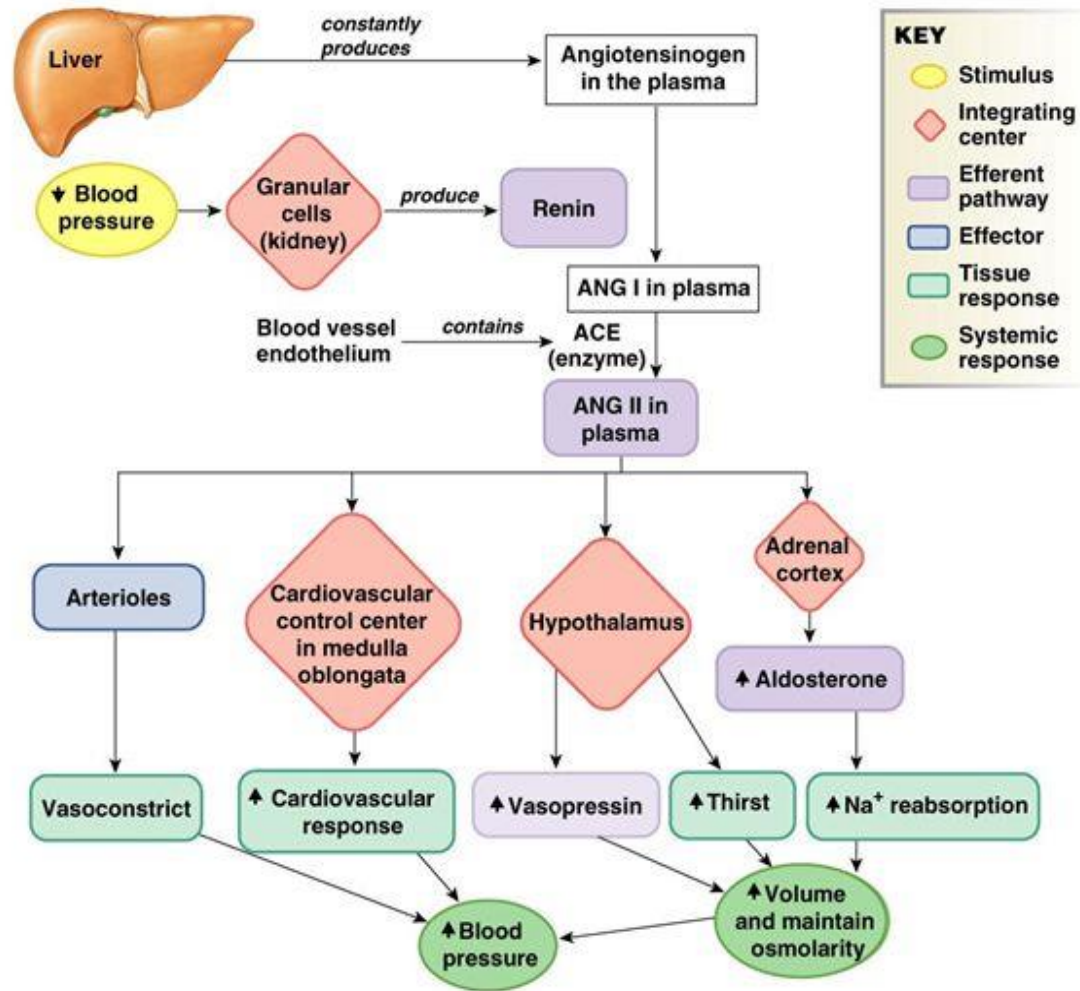 Liver
constantly
produces
Angiotensinogen
in the plasma
Blood
pressure
Granular
cells
(kidney)
produce
Renin
ANG I in plasma
Blood vessel
endothelium
contains
ACE
(enzyme)
ANG II in
plasma
Arterioles
Cardiovascular
control center
in medulla
oblongata
Hypothalamus
Adrenal
cortex
Aldosterone
Vasoconstrict
Cardiovascular
response
Vasopressin
Thirst
Na⁺ reabsorption
Blood
pressure
Volume
and maintain
osmolarity
KEY
Stimulus
Integrating
center
Efferent
pathway
Effector
Tissue
response
Systemic
response